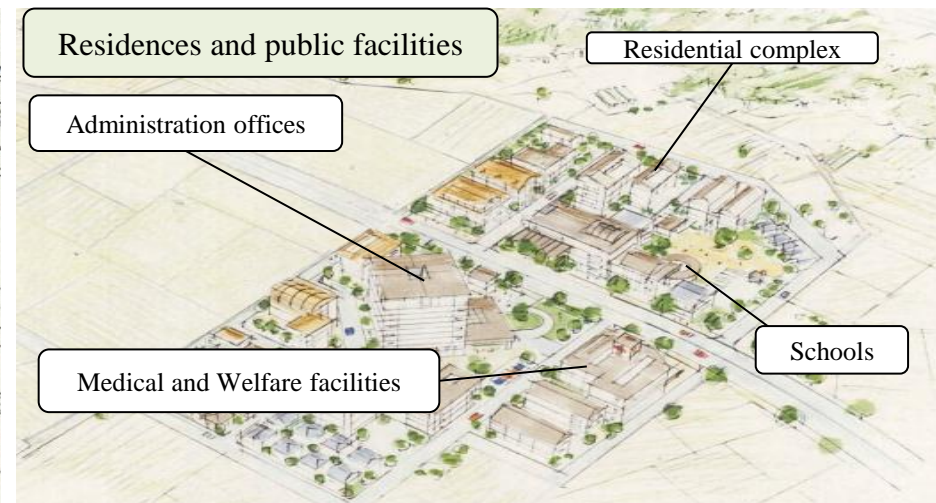 Residences and public facilities
Residential complex
Administration offices
Schools
Medical and Welfare facilities